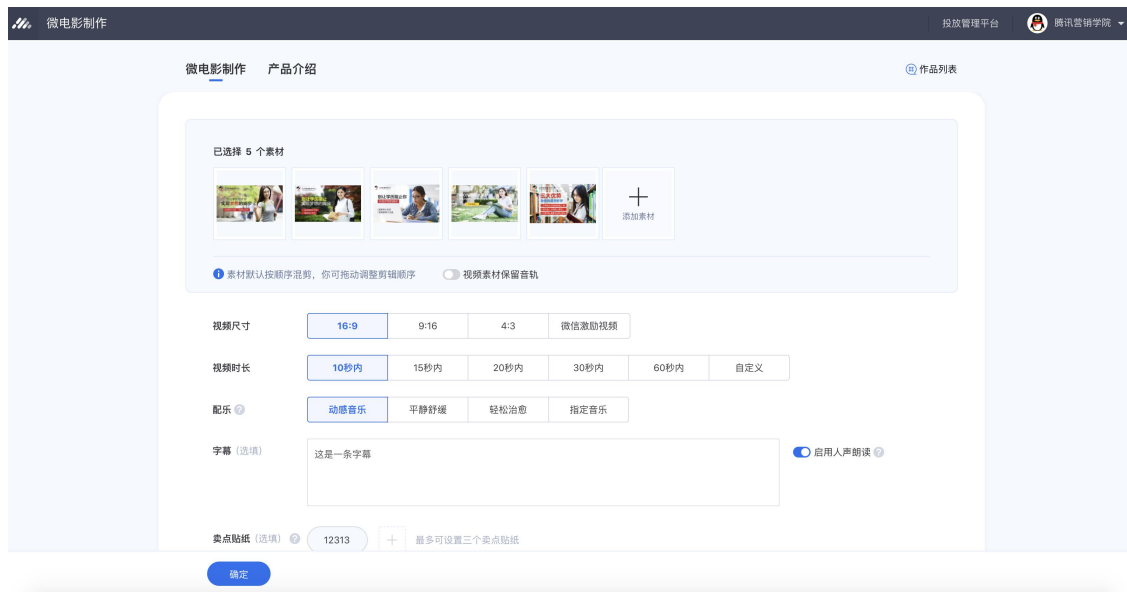 微电影制作
投放管理平台
腾讯营销学院
微电影制作 产品介绍
作品列表
已选择 5 个素材
添加素材
素材默认按顺序混剪，你可拖动调整剪辑顺序
视频素材保留音轨
视频尺寸 16:9 9:16 4:3 微信激励视频
视频时长 10秒内 15秒内 20秒内 30秒内 60秒内 自定义
配乐 动感音乐 平静舒缓 轻松治愈 指定音乐
字幕（选填） 这是一条字幕 启用人声朗读
卖点贴纸（选填） 12313 最多可设置三个卖点贴纸
确定